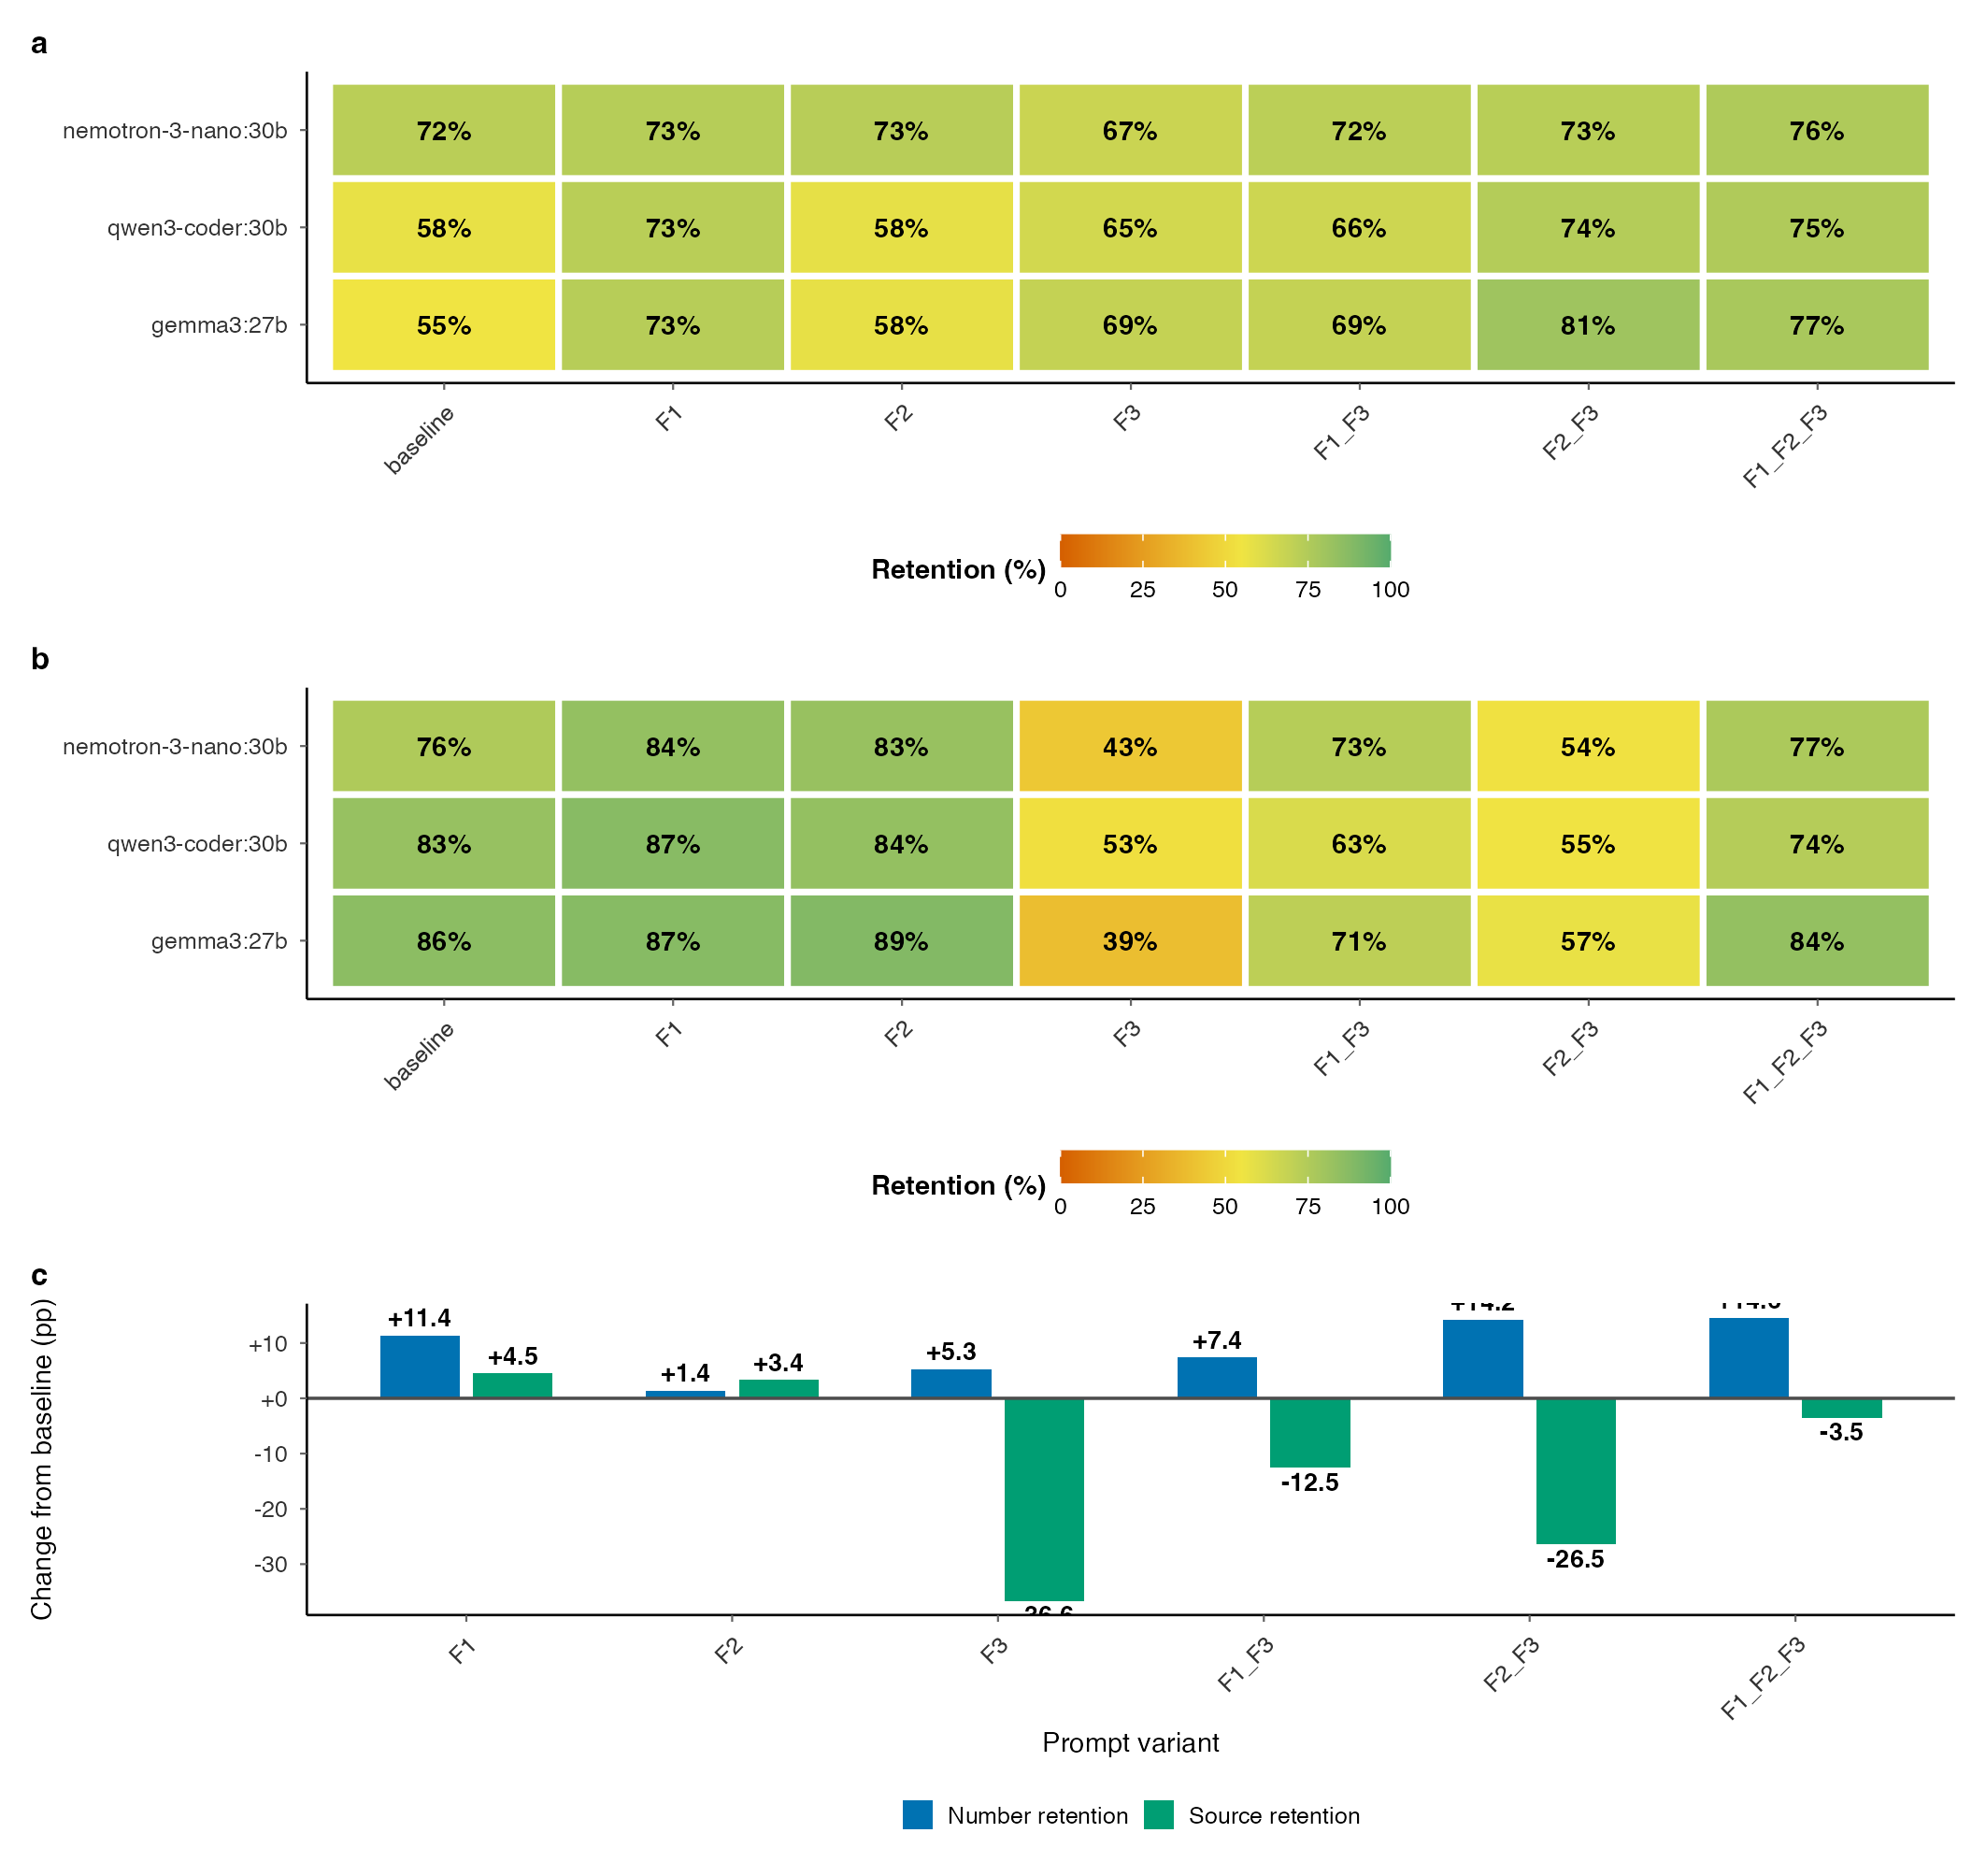 a
nemotron-3-nano:30b 72% 73% 73% 67% 72% 73% 76%
qwen3-coder:30b 58% 73% 58% 65% 66% 74% 75%
gemma3:27b 55% 73% 58% 69% 69% 81% 77%
baseline F1 F2 F3 F1_F3 F2_F3 F1_F2_F3
Retention (%)
0 25 50 75 100
b
nemotron-3-nano:30b 76% 84% 83% 43% 73% 54% 77%
qwen3-coder:30b 83% 87% 84% 53% 63% 55% 74%
gemma3:27b 86% 87% 89% 39% 71% 57% 84%
baseline F1 F2 F3 F1_F3 F2_F3 F1_F2_F3
Retention (%)
0 25 50 75 100
c
Change from baseline (pp)
+10
+0
-10
-20
-30
+11.4 +4.5 +1.4 +3.4 +5.3 +7.4 -12.5 +14.2 -26.5 -3.5
F1 F2 F3 F1_F3 F2_F3 F1_F2_F3
Prompt variant
Number retention Source retention